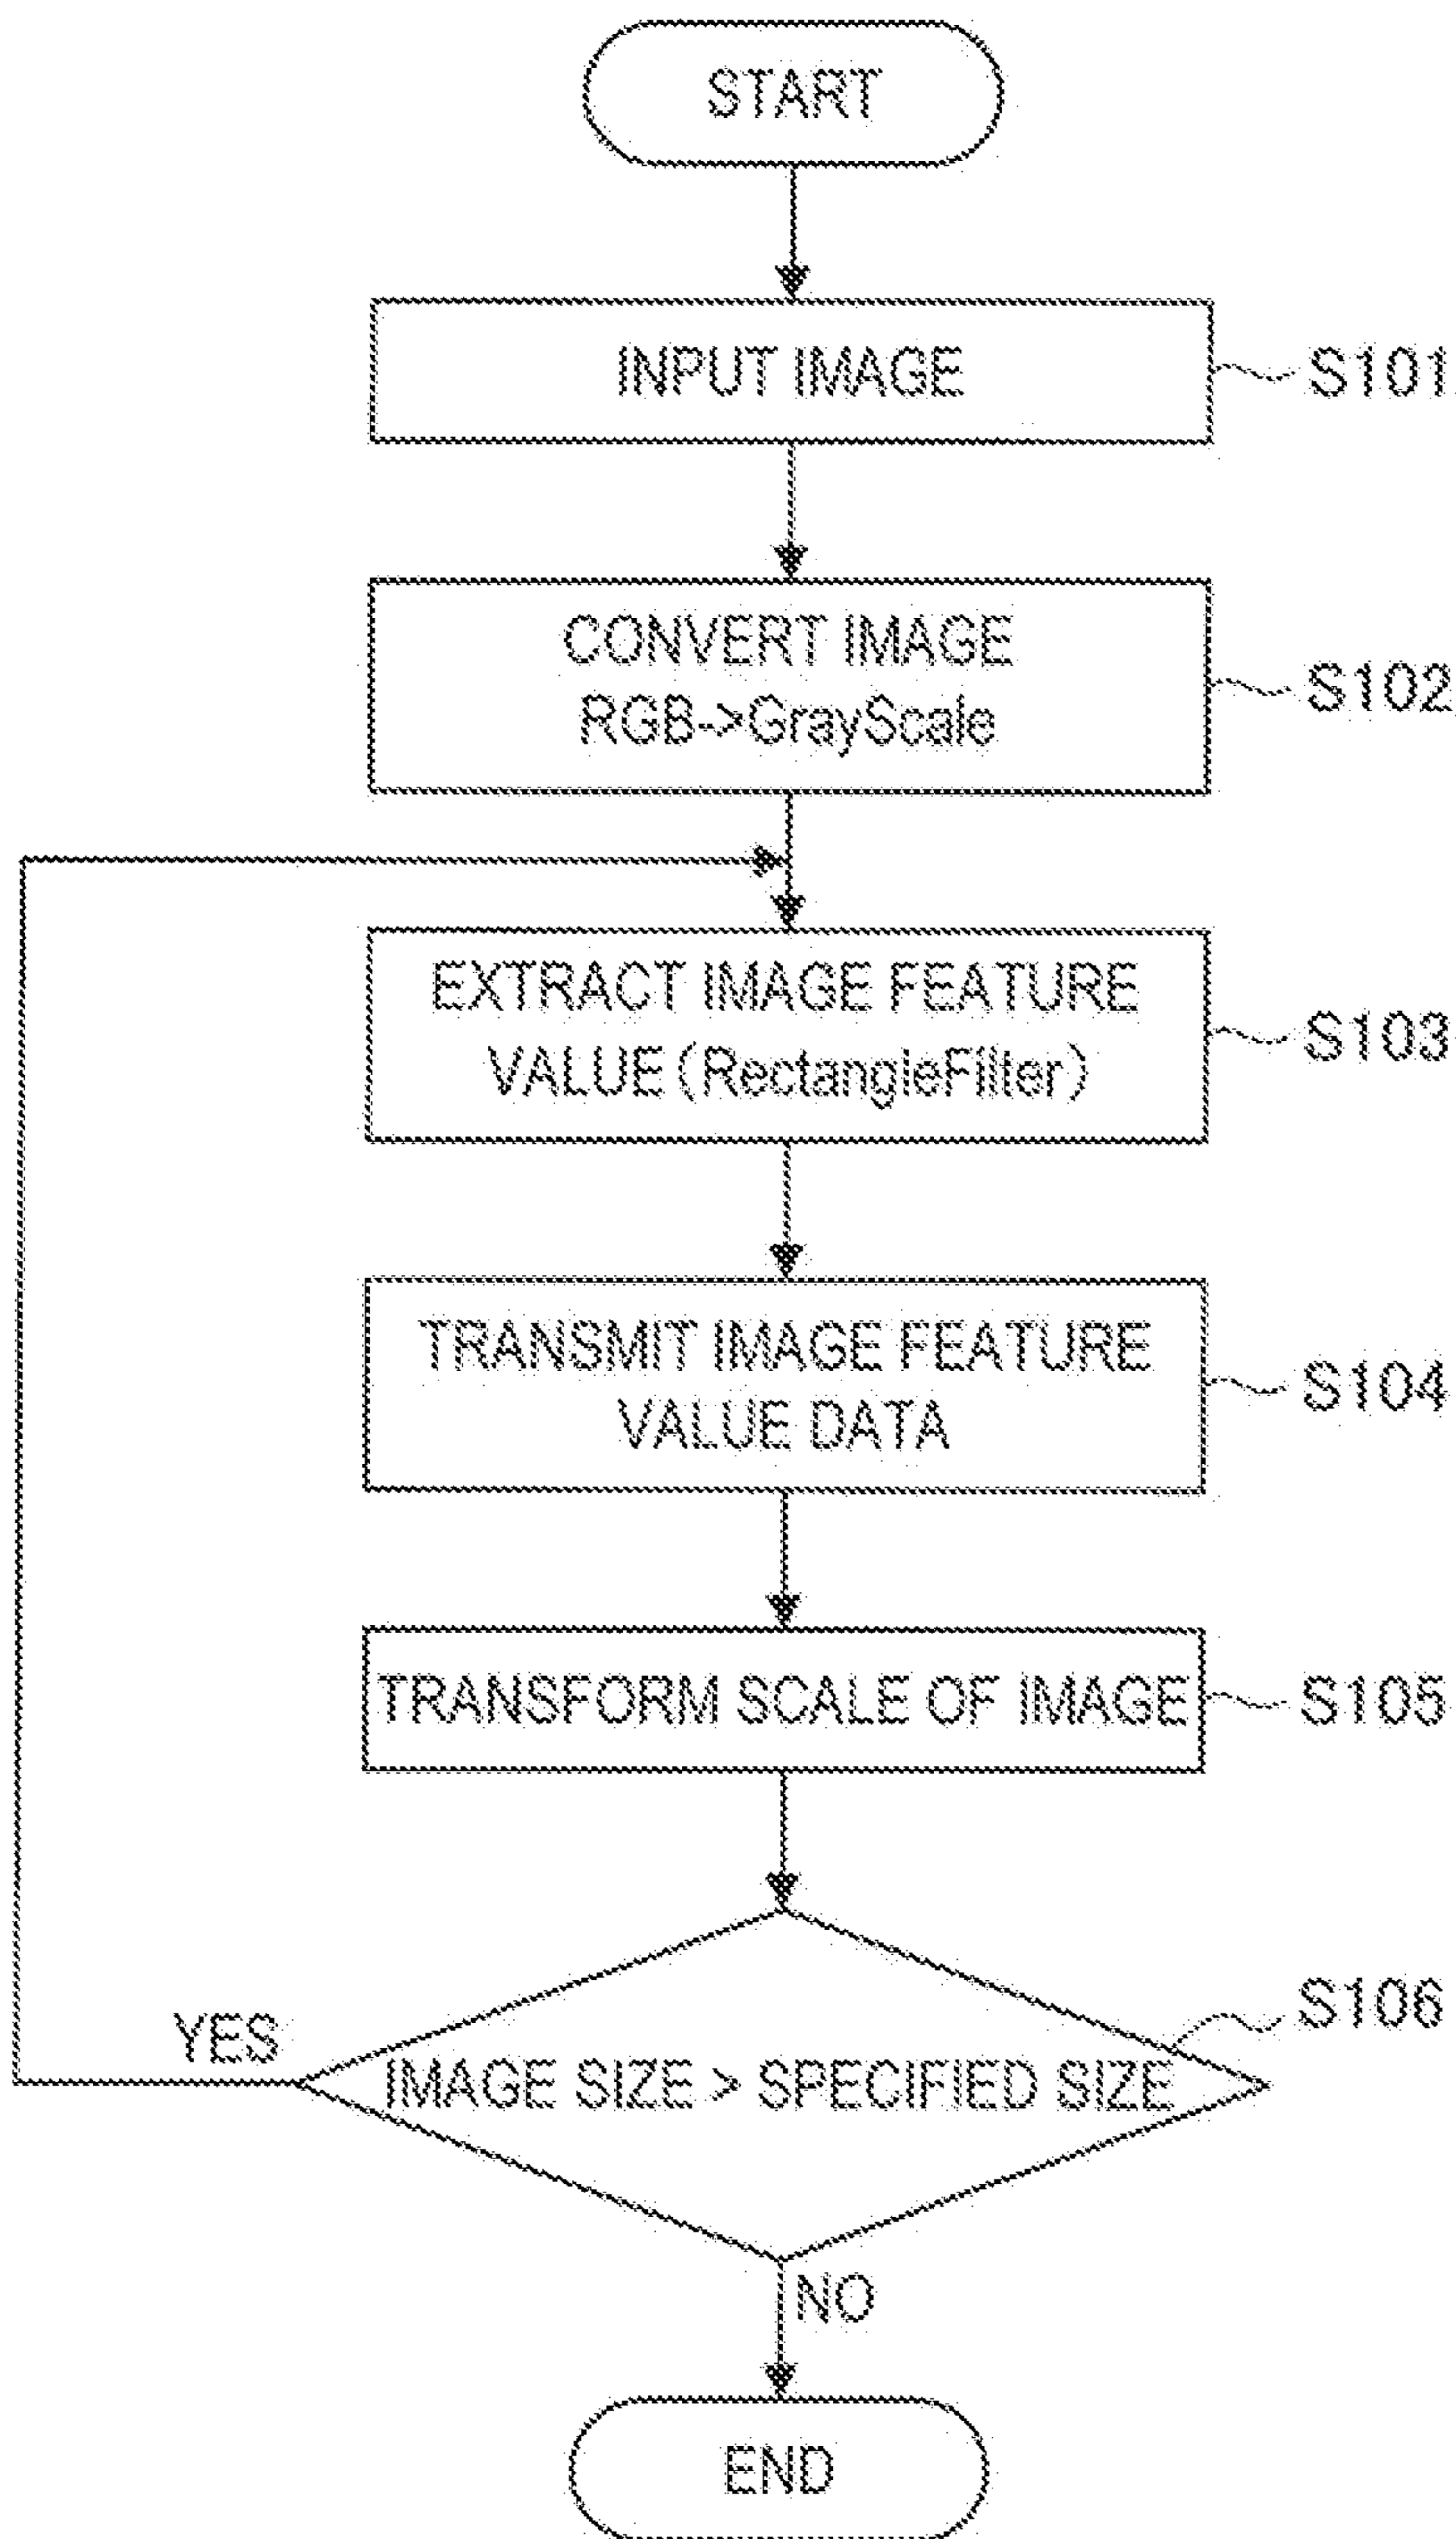 START
INPUT IMAGE
S101
CONVERT IMAGE
RGB->GrayScale
S102
EXTRACT IMAGE FEATURE
VALUE (RectangleFilter)
S103
TRANSMIT IMAGE FEATURE
VALUE DATA
S104
TRANSFORM SCALE OF IMAGE
S105
S106
YES
IMAGE SIZE > SPECIFIED SIZE
NO
END